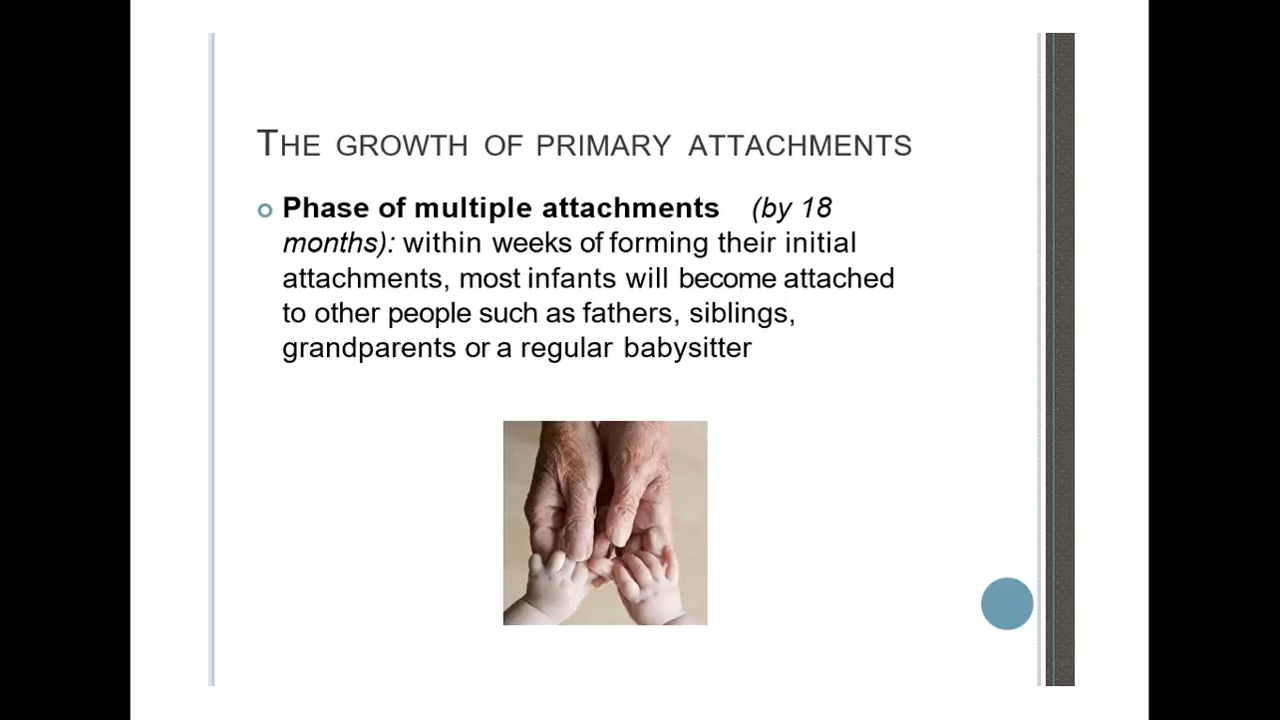 THE GROWTH OF PRIMARY ATTACHMENTS
Phase of multiple attachments (by 18
months): within weeks of forming their initial
attachments, most infants will become attached
to other people such as fathers, siblings,
grandparents or a regular babysitter